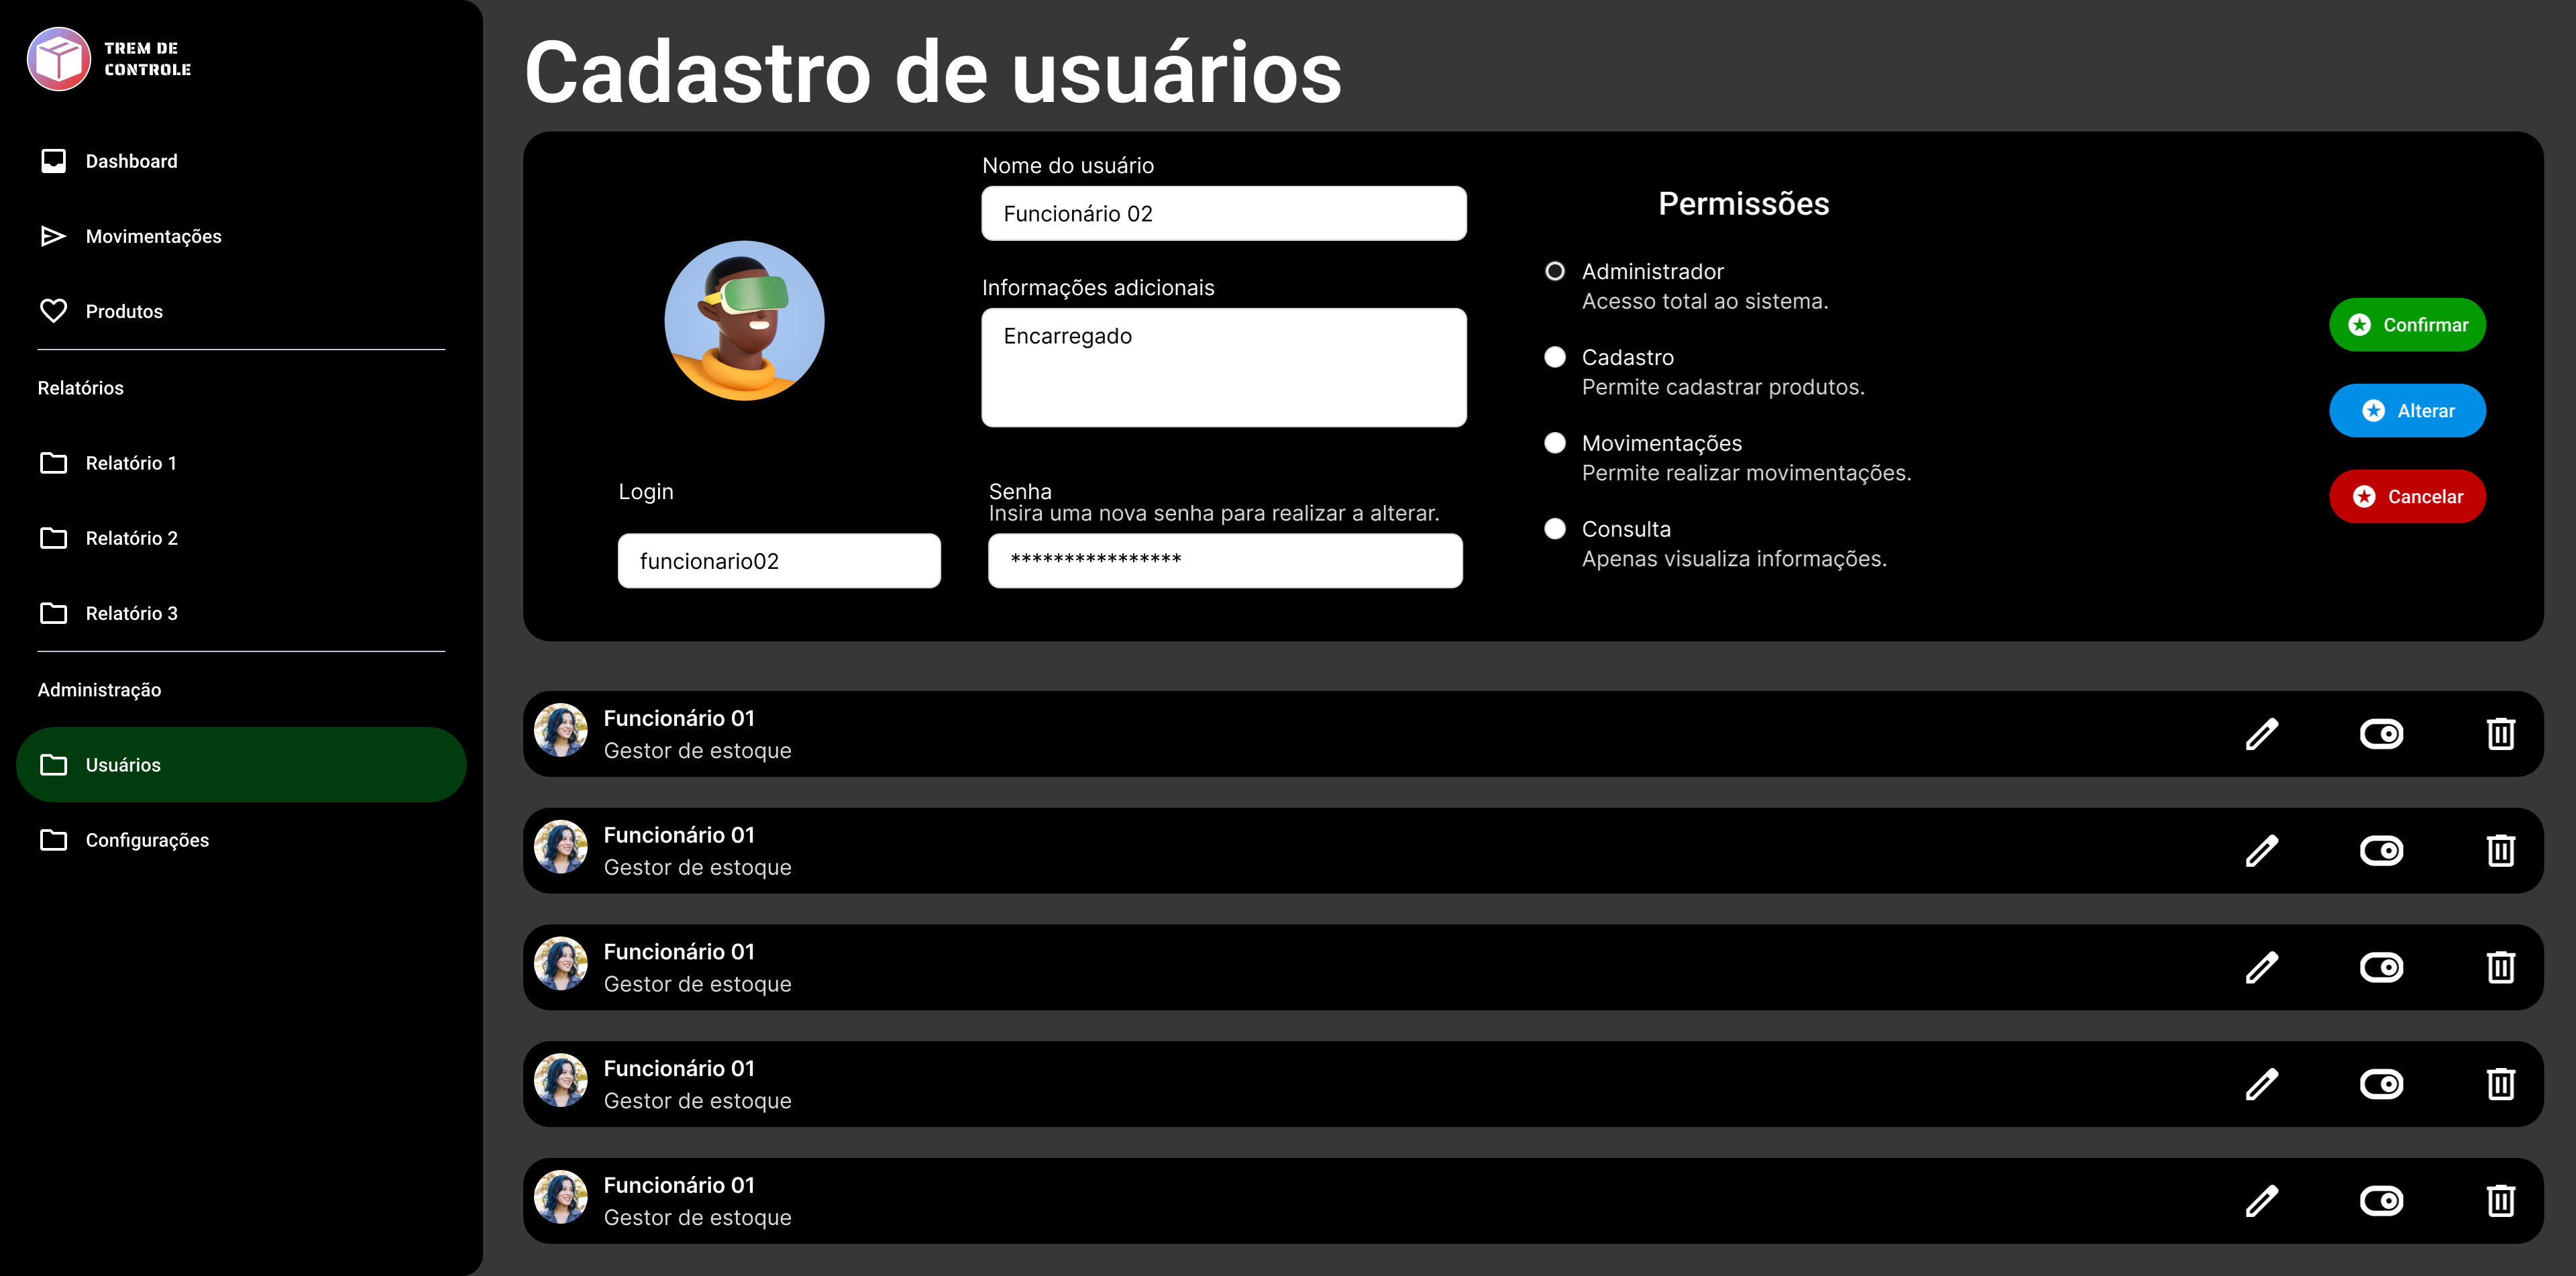 TREM DE
CONTROLE
Dashboard
Movimentações
Produtos
Relatórios
Relatório 1
Relatório 2
Relatório 3
Administração
Usuários
Configurações
Cadastro de usuários
Nome do usuário
Funcionário 02
Informações adicionais
Encarregado
Login
funcionario02
Senha
Insira uma nova senha para realizar a alterar.
****************
Permissões
Administrador
Acesso total ao sistema.
Cadastro
Permite cadastrar produtos.
Movimentações
Permite realizar movimentações.
Consulta
Apenas visualiza informações.
Confirmar
Alterar
Cancelar
Funcionário 01
Gestor de estoque
Funcionário 01
Gestor de estoque
Funcionário 01
Gestor de estoque
Funcionário 01
Gestor de estoque
Funcionário 01
Gestor de estoque